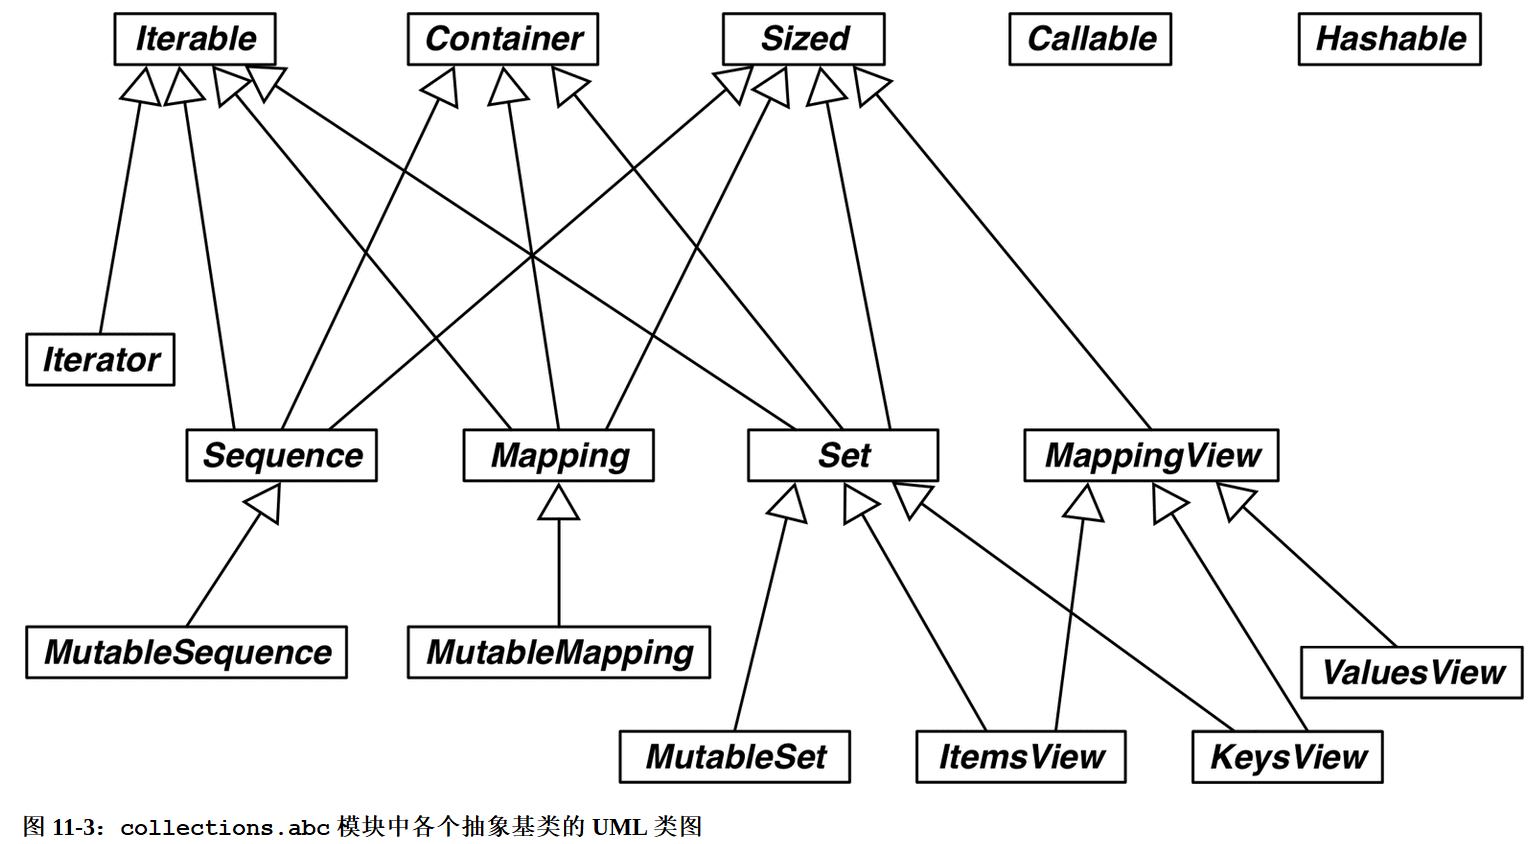 Iterable
Container
Sized
Callable
Hashable
Iterator
Sequence
Mapping
Set
MappingView
MutableSequence
MutableMapping
ValuesView
MutableSet
ItemsView
KeysView
图 11-3：collections.abc 模块中各个抽象基类的 UML 类图